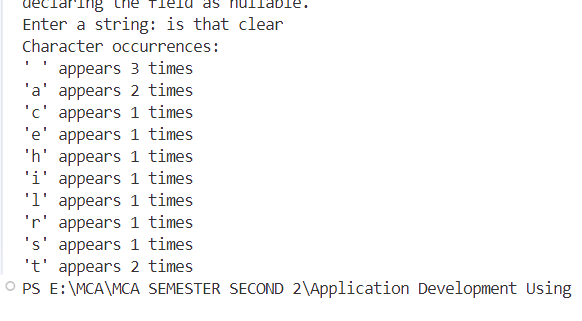 declaring the field as nullable.
Enter a string: is that clear
Character occurrences:
' ' appears 3 times
'a' appears 2 times
'c' appears 1 times
'e' appears 1 times
'h' appears 1 times
'i' appears 1 times
'l' appears 1 times
'r' appears 1 times
's' appears 1 times
't' appears 2 times
PS E:\MCA\MCA SEMESTER SECOND 2\Application Development Using